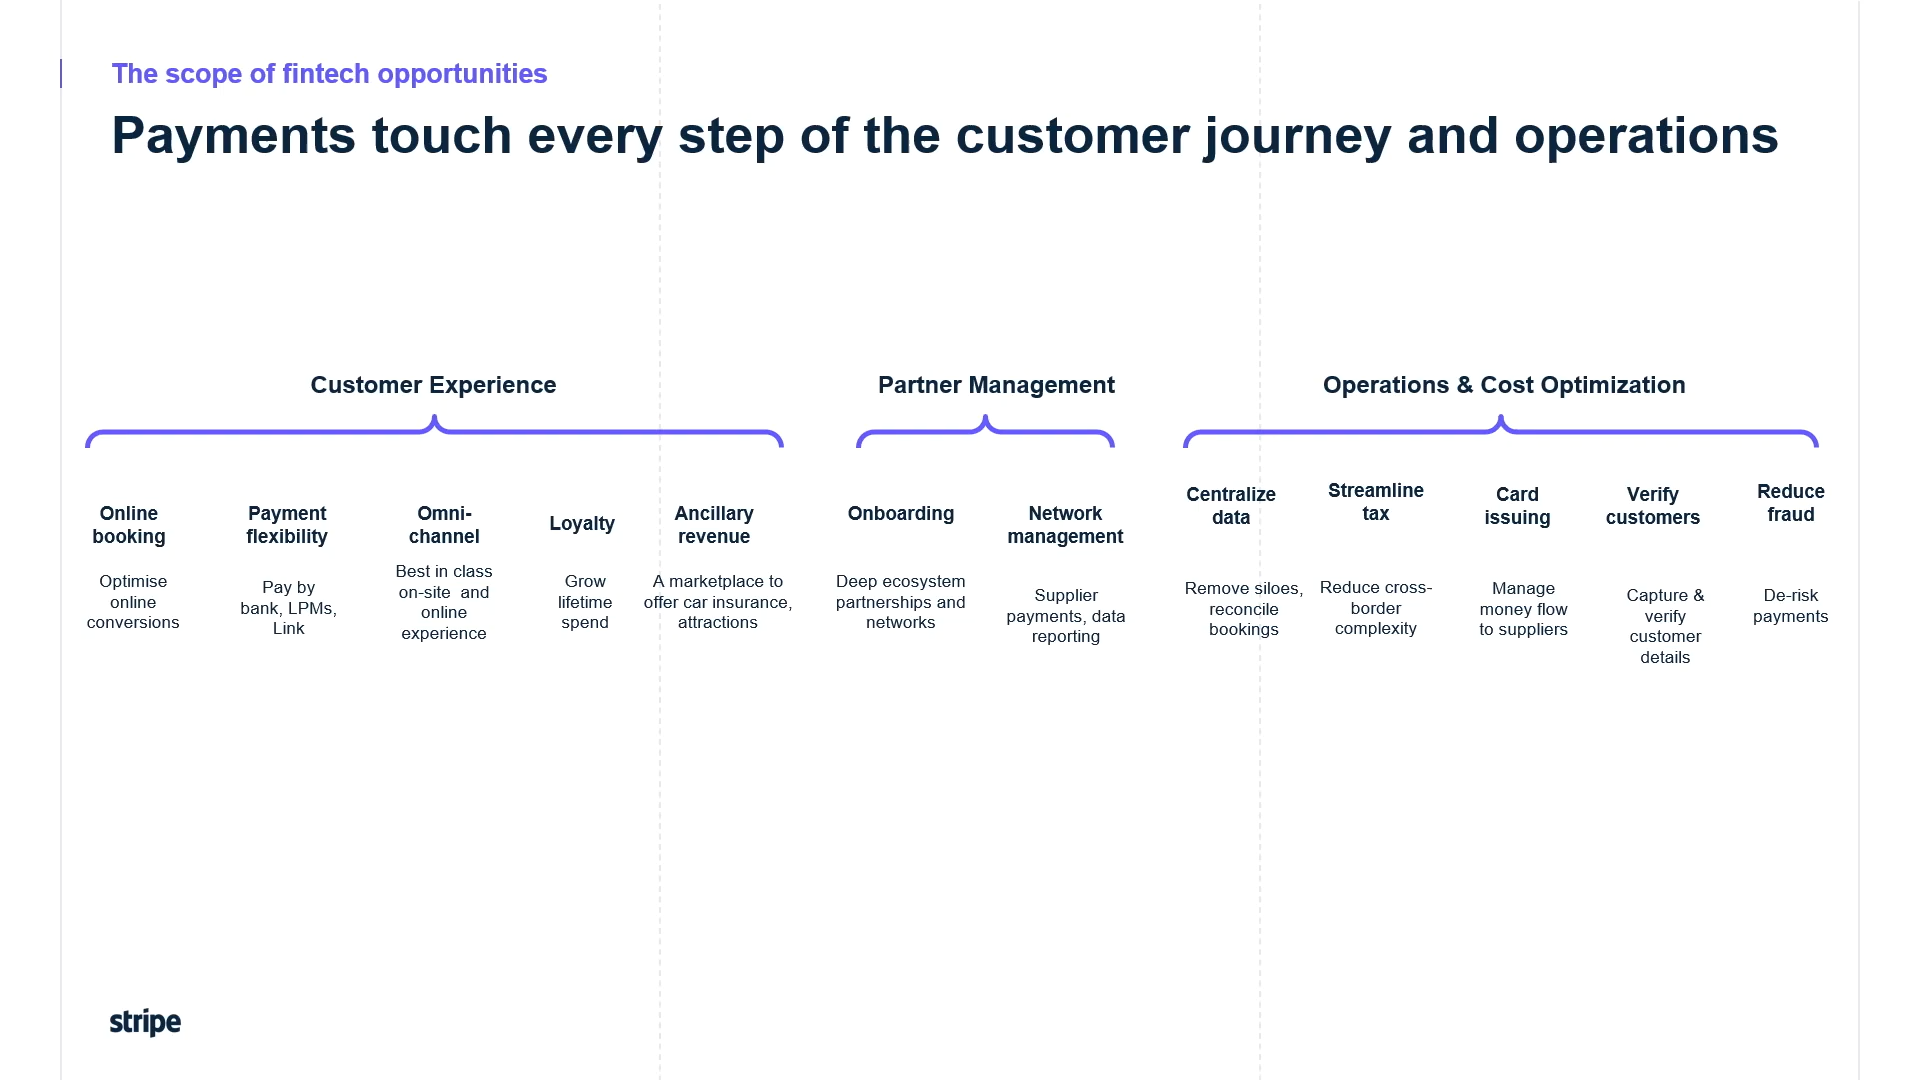 The scope of fintech opportunities
Payments touch every step of the customer journey and operations
Customer Experience
Online
booking
Optimise
online
conversions
Payment
flexibility
Pay by
bank, LPMs,
Link
Omni-
channel
Best in class
on-site and
online
experience
Loyalty
Grow
lifetime
spend
Ancillary
revenue
A marketplace to
offer car insurance,
attractions
Partner Management
Onboarding
Deep ecosystem
partnerships and
networks
Network
management
Supplier
payments, data
reporting
Operations & Cost Optimization
Centralize
data
Remove siloes,
reconcile
bookings
Streamline
tax
Reduce cross-
border
complexity
Card
issuing
Manage
money flow
to suppliers
Verify
customers
Capture &
verify
customer
details
Reduce
fraud
De-risk
payments
stripe